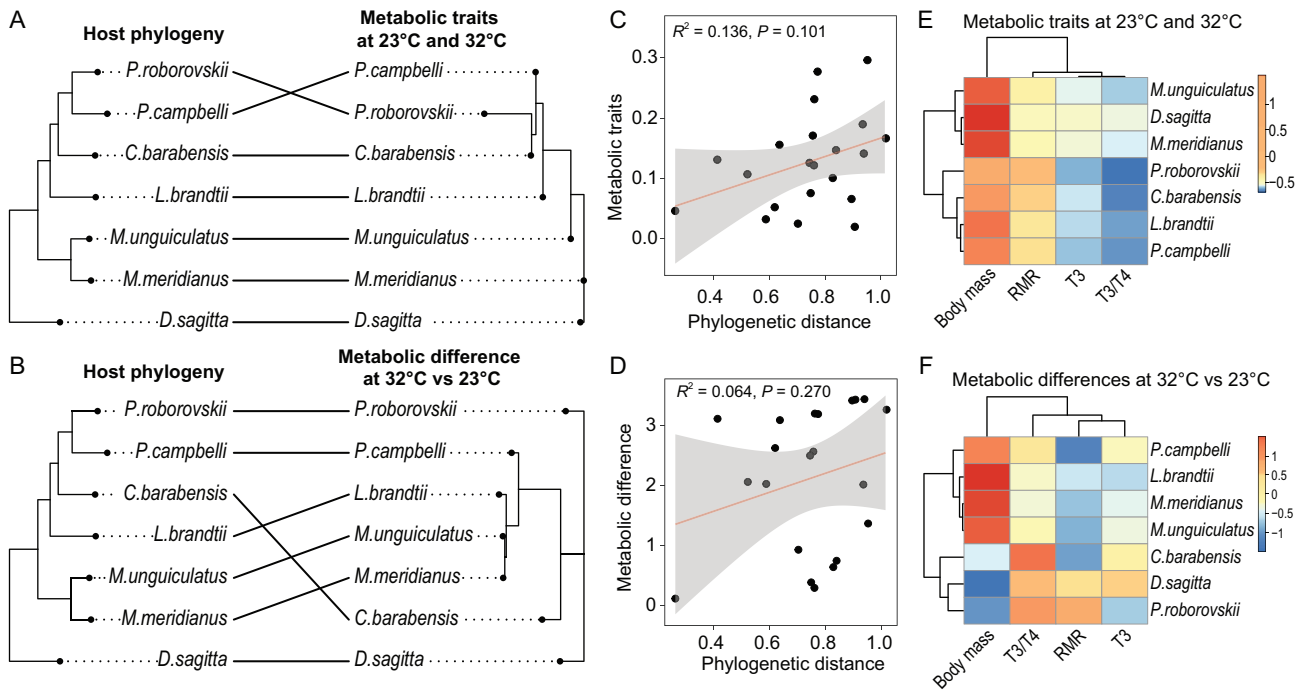 A
Host phylogeny
Metabolic traits
at 23°C and 32°C
P.roborovskii
P.campbelli
P.campbelli
P.roborovskii
C.barabensis
C.barabensis
L.brandtii
L.brandtii
M.unguiculatus
M.unguiculatus
M.meridianus
M.meridianus
D.sagitta
D.sagitta
B
Host phylogeny
Metabolic difference
at 32°C vs 23°C
P.roborovskii
P.roborovskii
P.campbelli
P.campbelli
C.barabensis
L.brandtii
L.brandtii
M.unguiculatus
M.unguiculatus
M.meridianus
M.meridianus
C.barabensis
D.sagitta
D.sagitta
C
R² = 0.136, P = 0.101
Metabolic traits
0.3
0.2
0.1
0.0
0.4 0.6 0.8 1.0
Phylogenetic distance
D
R² = 0.064, P = 0.270
Metabolic difference
3
2
1
0
0.4 0.6 0.8 1.0
Phylogenetic distance
E
Metabolic traits at 23°C and 32°C
M.unguiculatus
D.sagitta
M.meridianus
P.roborovskii
C.barabensis
L.brandtii
P.campbelli
Body mass
RMR
T3
T3/T4
1
0.5
0
−0.5
F
Metabolic differences at 32°C vs 23°C
P.campbelli
L.brandtii
M.meridianus
M.unguiculatus
C.barabensis
D.sagitta
P.roborovskii
Body mass
T3/T4
RMR
T3
1
0.5
0
−0.5
−1